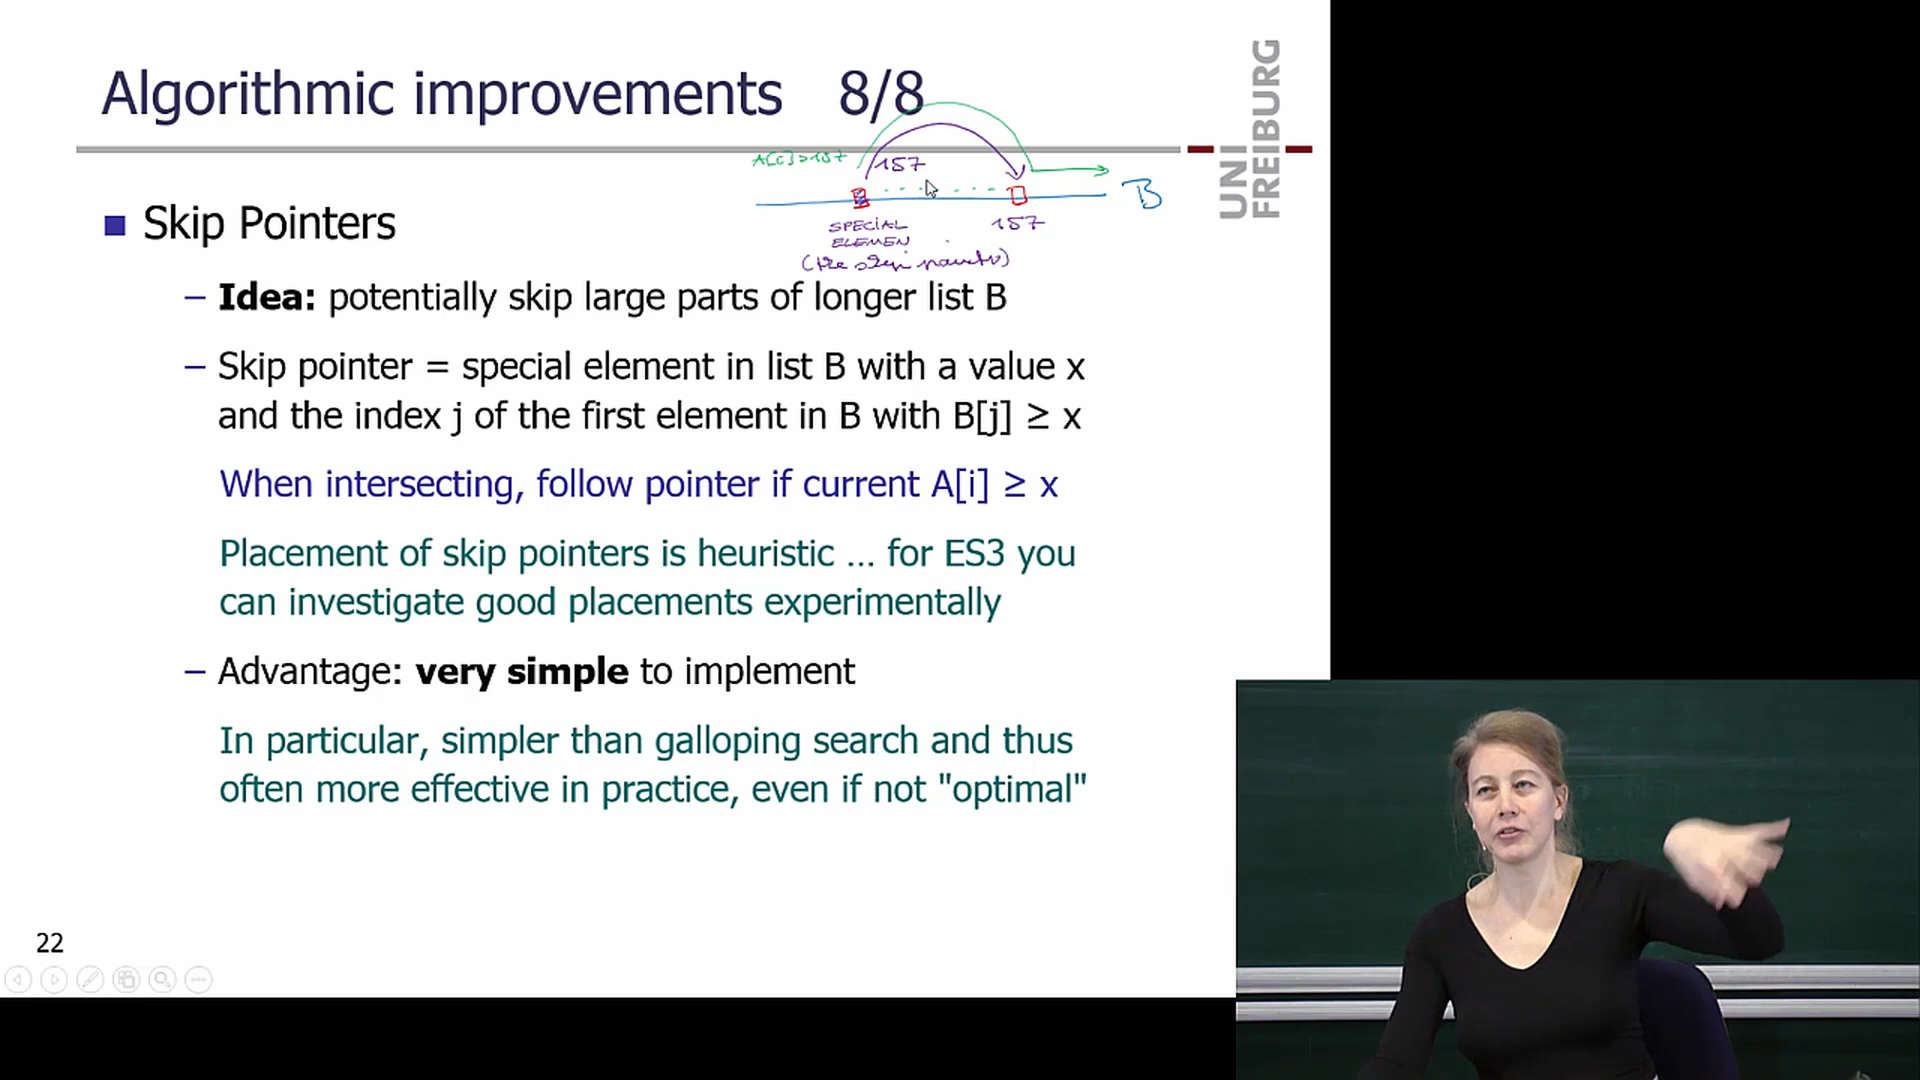 Algorithmic improvements 8/8
UNI
FREIBURG
A[i]>157
157
B
SPECIAL
ELEMEN
157
(the skip pointer)
Skip Pointers
– Idea: potentially skip large parts of longer list B
– Skip pointer = special element in list B with a value x
and the index j of the first element in B with B[j] ≥ x
When intersecting, follow pointer if current A[i] ≥ x
Placement of skip pointers is heuristic ... for ES3 you
can investigate good placements experimentally
– Advantage: very simple to implement
In particular, simpler than galloping search and thus
often more effective in practice, even if not "optimal"
22